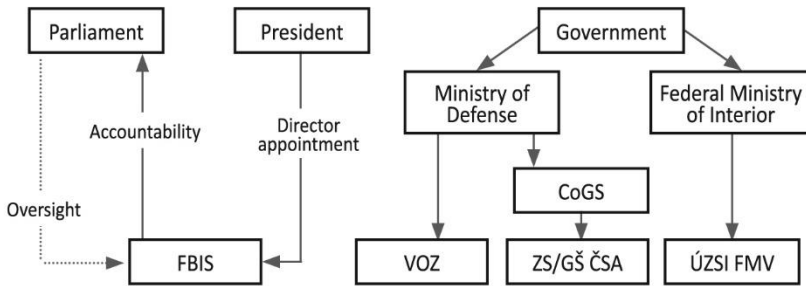 Parliament
President
Government
Ministry of
Defense
Federal Ministry
of Interior
Accountability
Director
appointment
CoGS
Oversight
FBIS
VOZ
ZS/GŠ ČSA
ÚZSI FMV